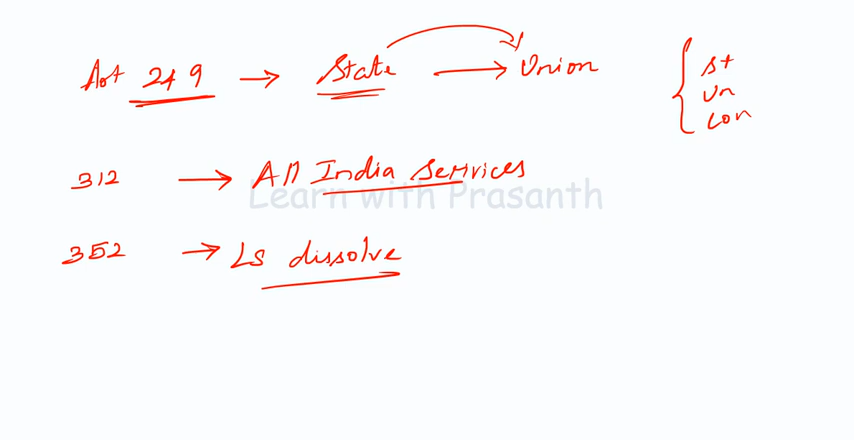 Art 249 → State → Union
{ St
Un
Con
312 → All India Services
Learn with Prasanth
352 → LS dissolve